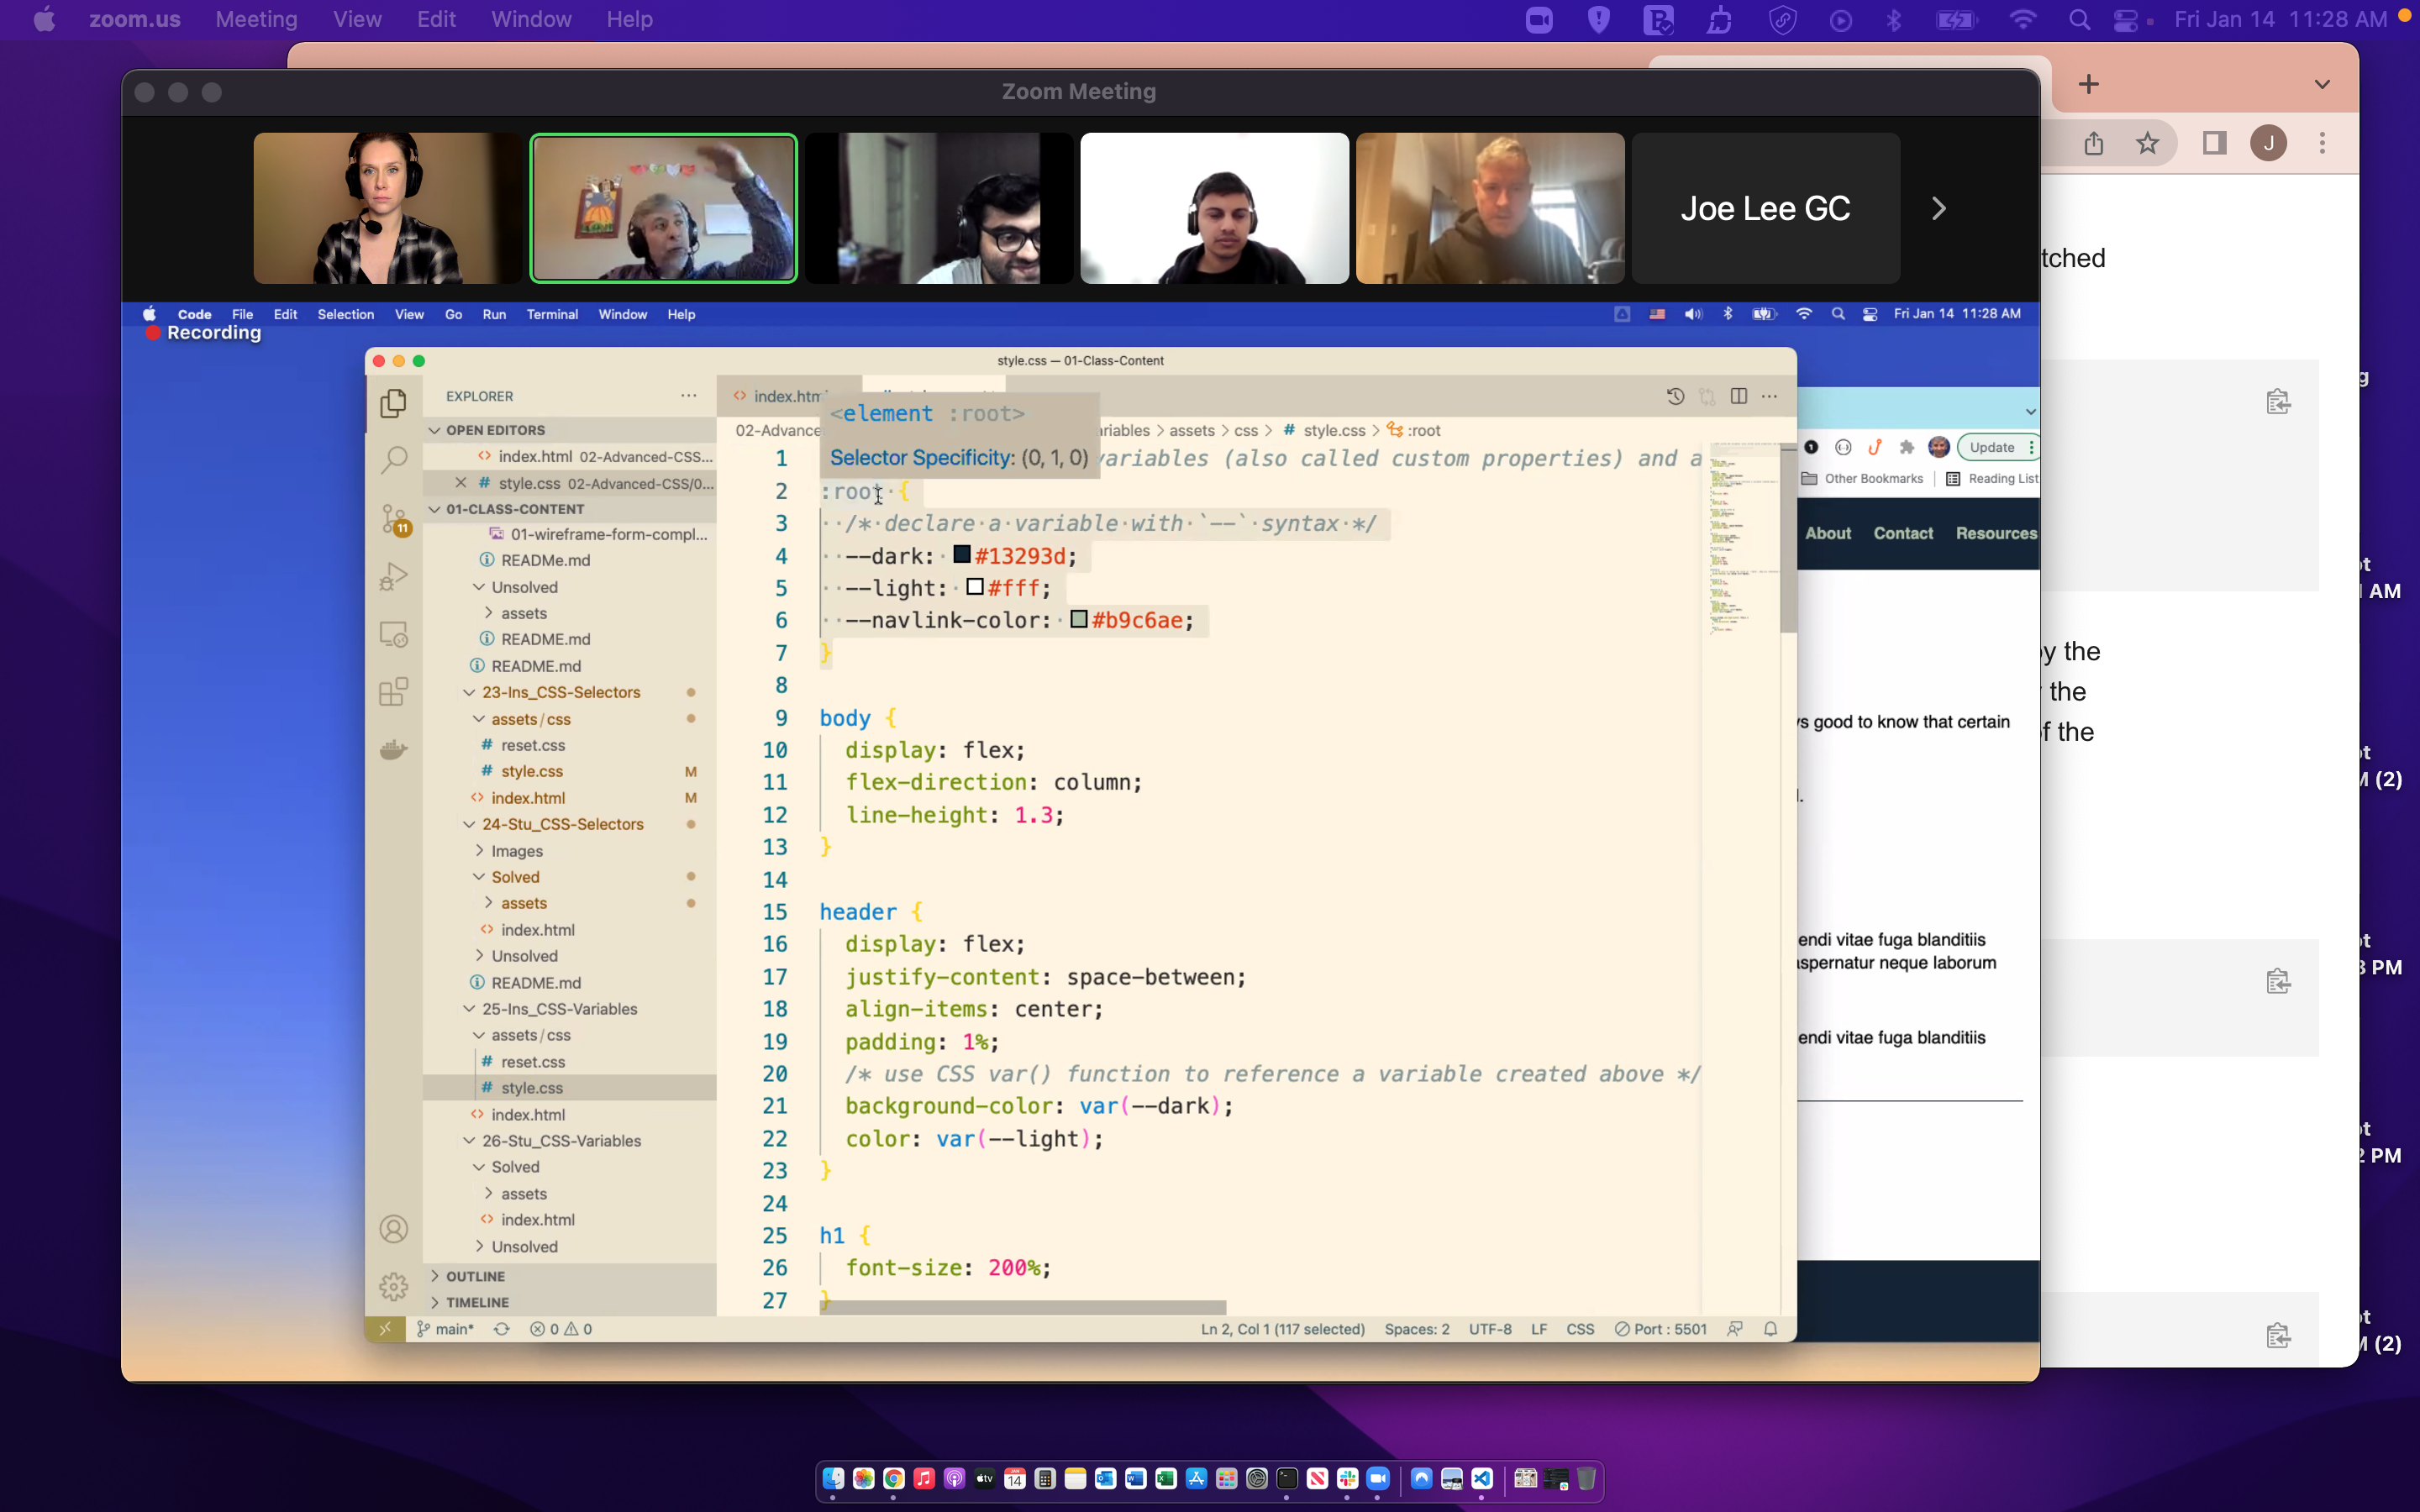 zoom.us Meeting View Edit Window Help
Fri Jan 14 11:28 AM
Zoom Meeting
J
Joe Lee GC
tched
Code File Edit Selection View Go Run Terminal Window Help
Fri Jan 14 11:28 AM
Recording
style.css — 01-Class-Content
EXPLORER
index.htm
<element :root>
Selector Specificity: (0, 1, 0)
OPEN EDITORS
02-Advance
ariables > assets > css > # style.css > :root
index.html 02-Advanced-CSS...
# style.css 02-Advanced-CSS/0...
01-CLASS-CONTENT
01-wireframe-form-compl...
READMe.md
Unsolved
assets
README.md
README.md
23-Ins_CSS-Selectors
assets/css
# reset.css
# style.css M
index.html M
24-Stu_CSS-Selectors
Images
Solved
assets
index.html
Unsolved
README.md
25-Ins_CSS-Variables
assets/css
# reset.css
# style.css
index.html
26-Stu_CSS-Variables
Solved
assets
index.html
Unsolved
OUTLINE
TIMELINE
11
1 variables (also called custom properties) and a
2 :root {
3 /* declare a variable with `--` syntax */
4 --dark: #13293d;
5 --light: #fff;
6 --navlink-color: #b9c6ae;
7 }
8
9 body {
10 display: flex;
11 flex-direction: column;
12 line-height: 1.3;
13 }
14
15 header {
16 display: flex;
17 justify-content: space-between;
18 align-items: center;
19 padding: 1%;
20 /* use CSS var() function to reference a variable created above */
21 background-color: var(--dark);
22 color: var(--light);
23 }
24
25 h1 {
26 font-size: 200%;
27 }
main* 0 0
Ln 2, Col 1 (117 selected) Spaces: 2 UTF-8 LF CSS Port : 5501
Update
Other Bookmarks Reading List
About Contact Resources
s good to know that certain
endi vitae fuga blanditiis
aspernatur neque laborum
endi vitae fuga blanditiis
y the
the
f the
g
ot
AM
ot
M (2)
ot
3 PM
ot
2 PM
ot
M (2)
JAN
14
tv